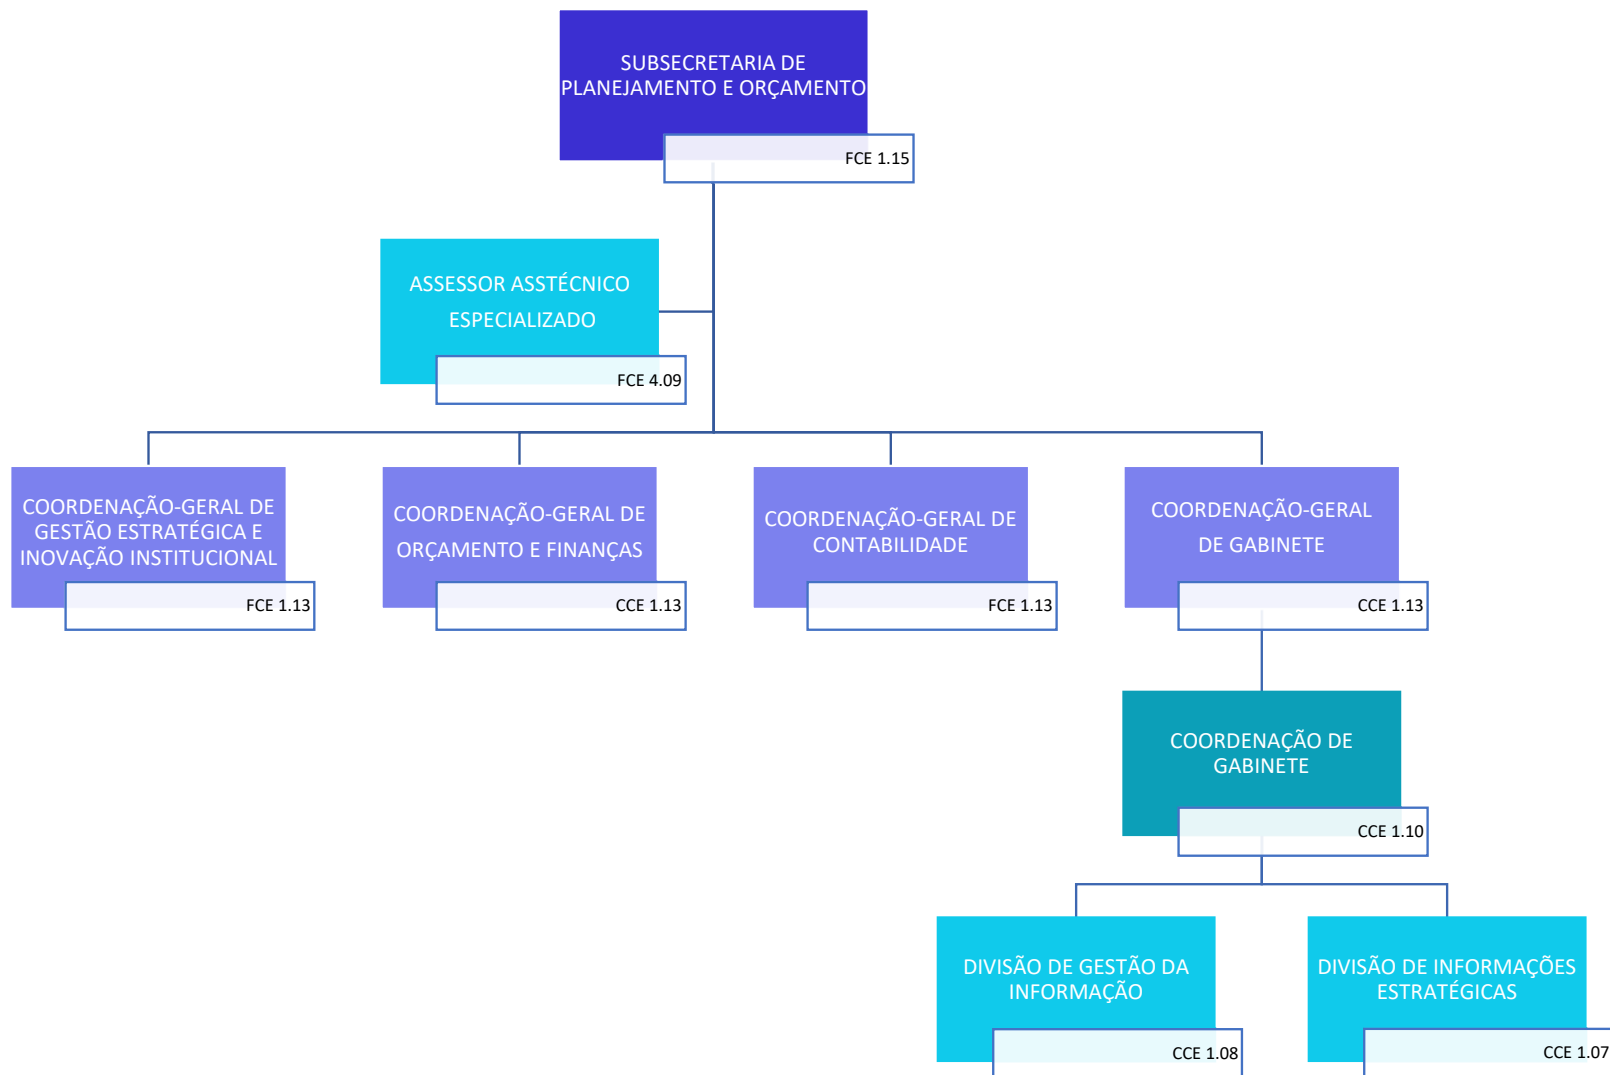 SUBSECRETARIA DE
PLANEJAMENTO E ORÇAMENTO
FCE 1.15
ASSESSOR ASSTÉCNICO
ESPECIALIZADO
FCE 4.09
COORDENAÇÃO-GERAL DE
GESTÃO ESTRATÉGICA E
INOVAÇÃO INSTITUCIONAL
FCE 1.13
COORDENAÇÃO-GERAL DE
ORÇAMENTO E FINANÇAS
CCE 1.13
COORDENAÇÃO-GERAL DE
CONTABILIDADE
FCE 1.13
COORDENAÇÃO-GERAL
DE GABINETE
CCE 1.13
COORDENAÇÃO DE
GABINETE
CCE 1.10
DIVISÃO DE GESTÃO DA
INFORMAÇÃO
CCE 1.08
DIVISÃO DE INFORMAÇÕES
ESTRATÉGICAS
CCE 1.07